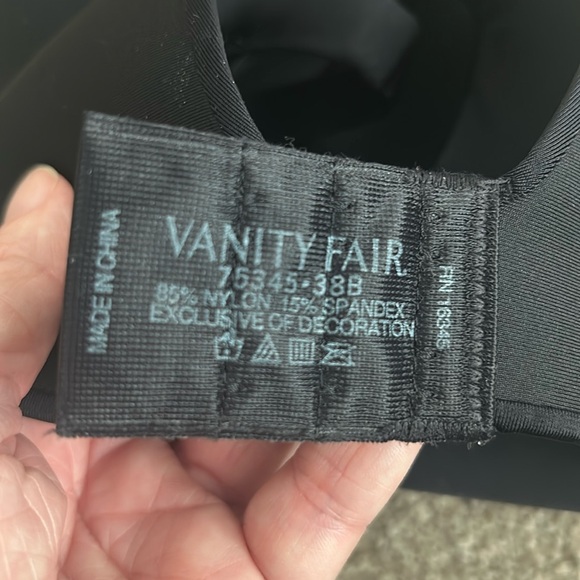 VANITY FAIR.
75345•38B
85% NYLON 15% SPANDEX
EXCLUSIVE OF DECORATION
MADE IN CHINA
RN 16345